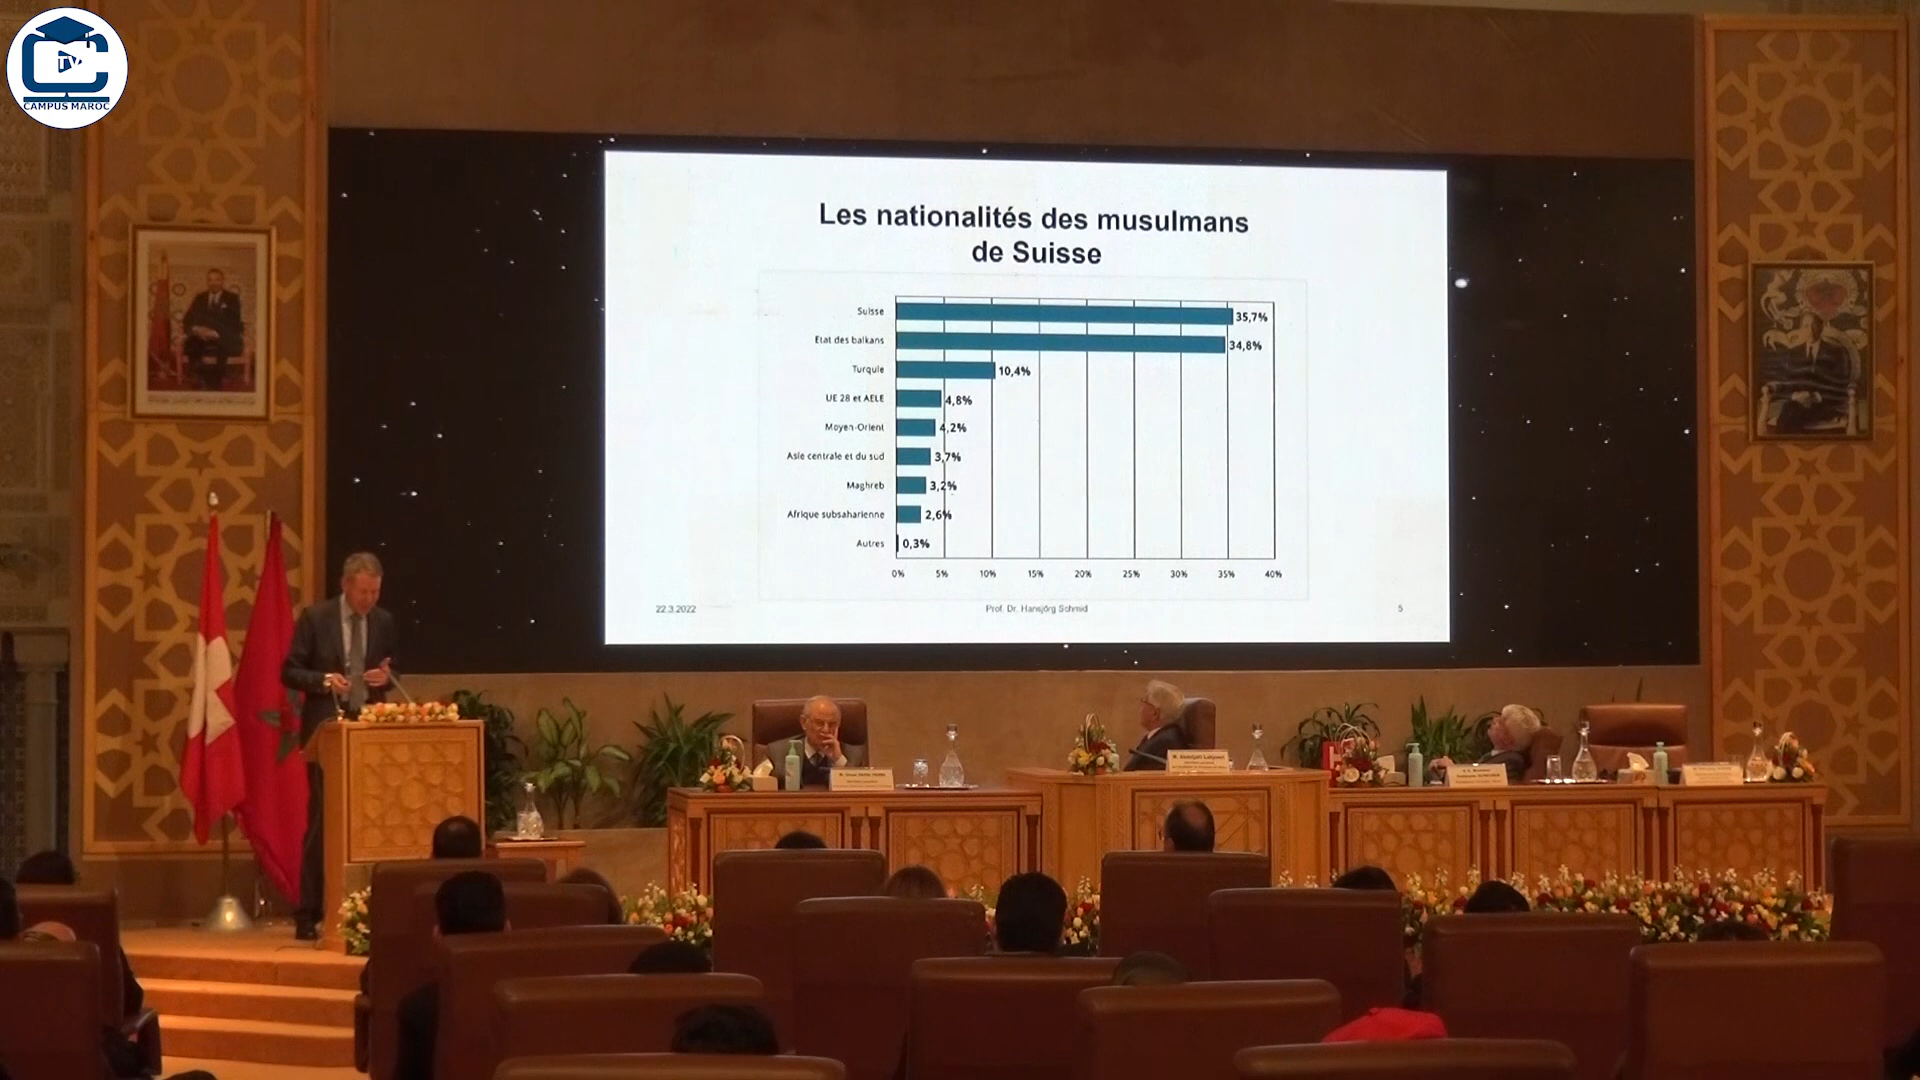 TV
CAMPUS MAROC
Les nationalités des musulmans
de Suisse
Suisse
35,7%
Etat des balkans
34,8%
Turquie
10,4%
UE 28 et AELE
4,8%
Moyen-Orient
4,2%
Asie centrale et du sud
3,7%
Maghreb
3,2%
Afrique subsaharienne
2,6%
Autres
0,3%
0% 5% 10% 15% 20% 25% 30% 35% 40%
22.3.2022 Prof. Dr. Hansjörg Schmid 5